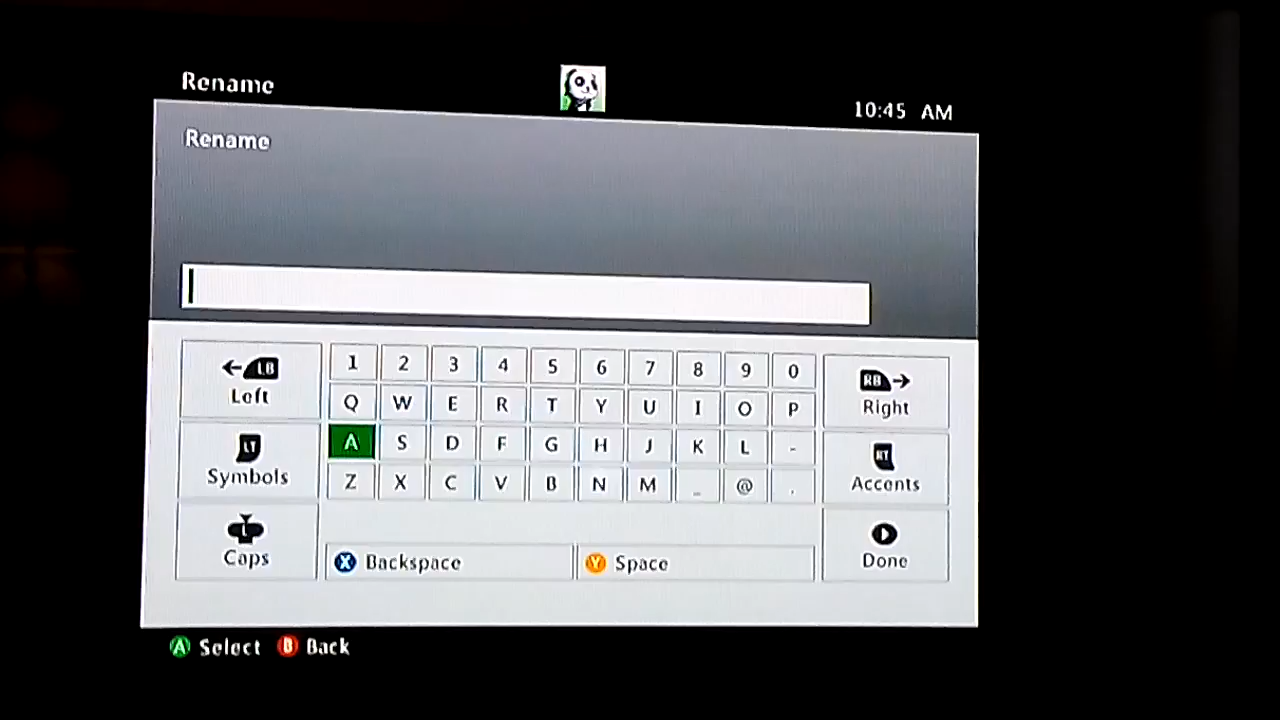 Rename
10:45 AM
Rename
LB
Left
1 2 3 4 5 6 7 8 9 0
RB
Right
Q W E R T Y U I O P
LT
Symbols
A S D F G H J K L -
RT
Accents
Z X C V B N M _ @ .
L
Caps
X Backspace
Y Space
Done
A Select B Back